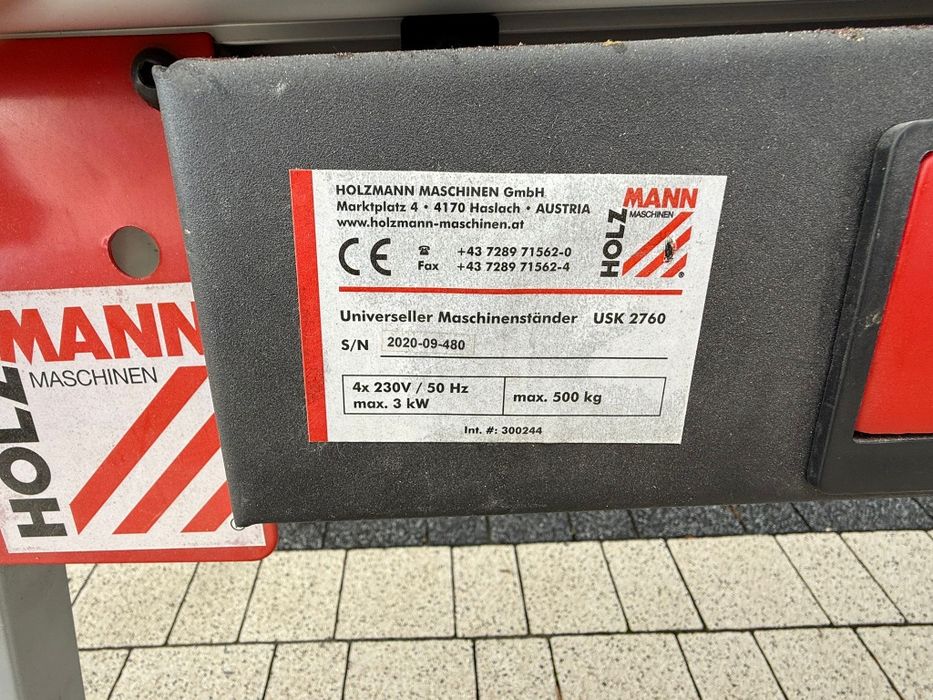 HOLZMANN MASCHINEN GmbH
Marktplatz 4 • 4170 Haslach • AUSTRIA
www.holzmann-maschinen.at
CE ☎ +43 7289 71562-0
Fax +43 7289 71562-4
HOLZ
MANN
MASCHINEN
®
Universeller Maschinenständer USK 2760
S/N 2020-09-480
4x 230V / 50 Hz
max. 3 kW
max. 500 kg
Int. #: 300244
HOLZ
MANN
MASCHINEN